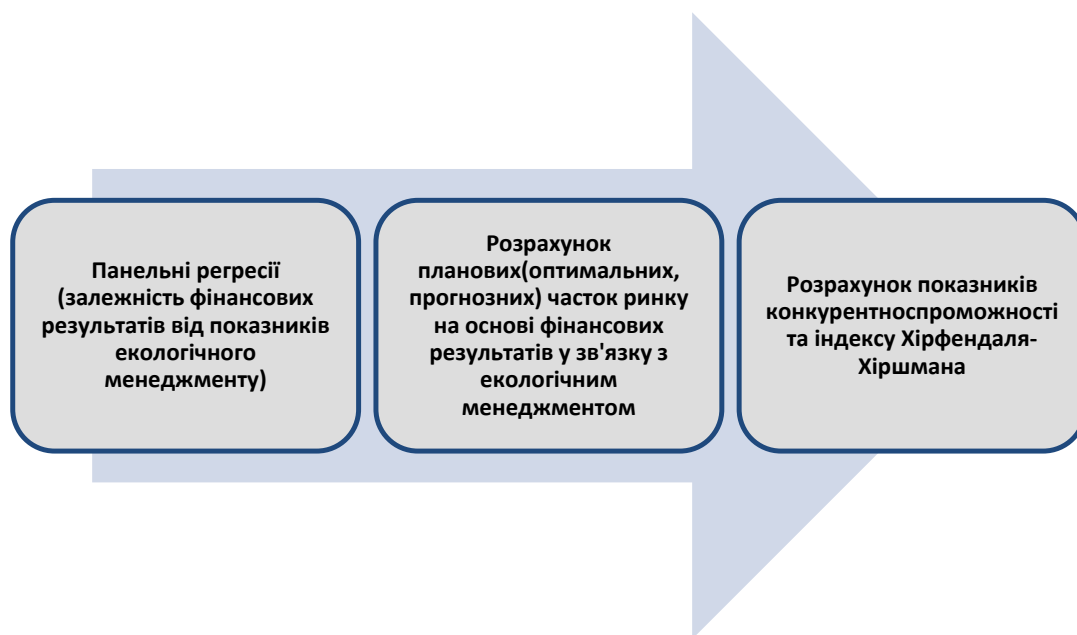 Панельні регресії
(залежність фінансових
результатів від показників
екологічного
менеджменту)
Розрахунок
планових(оптимальних,
прогнозних) часток ринку
на основі фінансових
результатів у зв'язку з
екологічним
менеджментом
Розрахунок показників
конкурентноспроможності
та індексу Хірфендаля-
Хіршмана